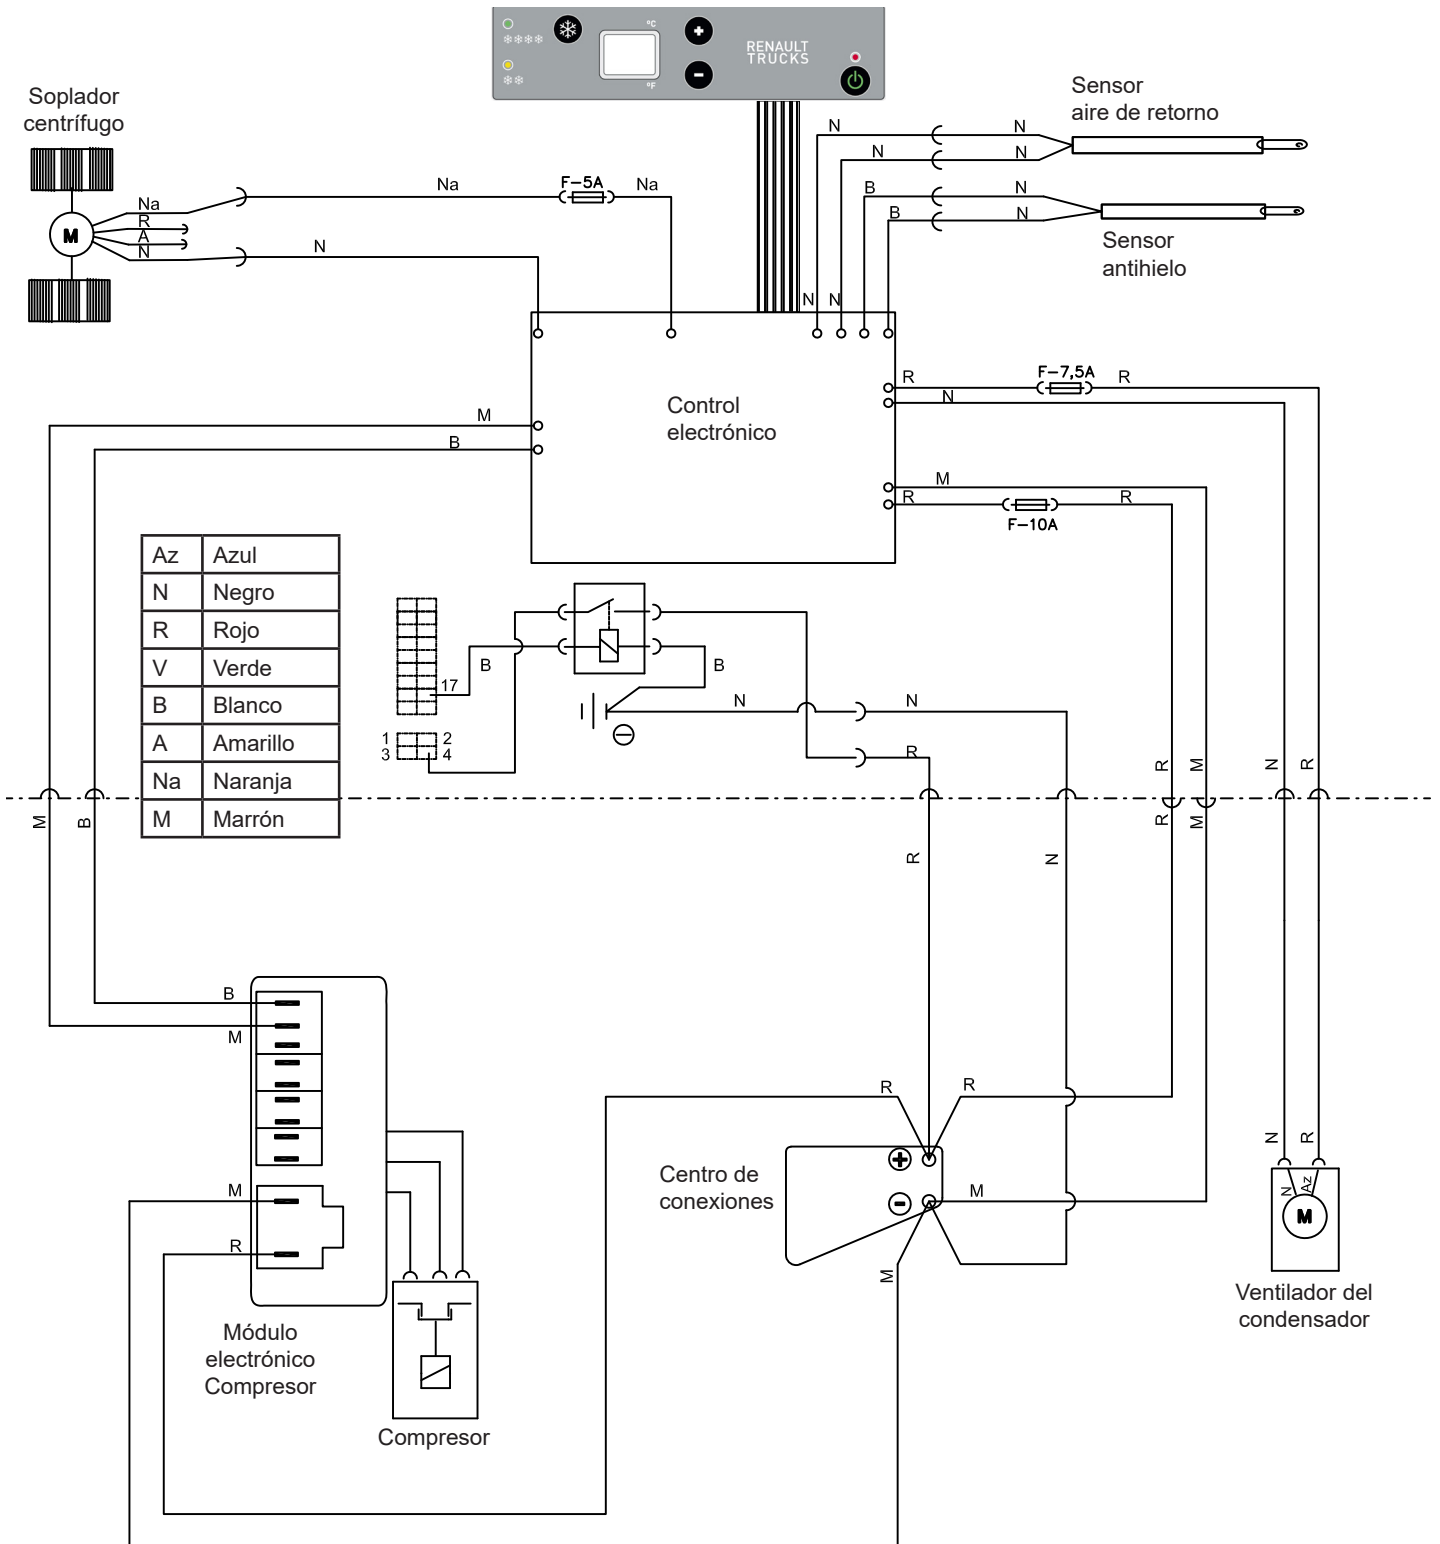 °C
°F
RENAULT
TRUCKS
Soplador
centrífugo
M
Na
R
A
N
Na
F-5A
Na
N
N
N
N
N
B
B
N
N
N
N
Sensor
aire de retorno
Sensor
antihielo
Control
electrónico
R
F-7,5A
R
N
M
R
F-10A
R
M
B
Az Azul
N Negro
R Rojo
V Verde
B Blanco
A Amarillo
Na Naranja
M Marrón
17
B
B
1 2
3 4
N
N
R
R
M
N
R
M
B
R
M
R
N
B
M
M
R
R
R
Centro de
conexiones
+
-
M
M
N
R
N
Az
M
Ventilador del
condensador
Módulo
electrónico
Compresor
Compresor